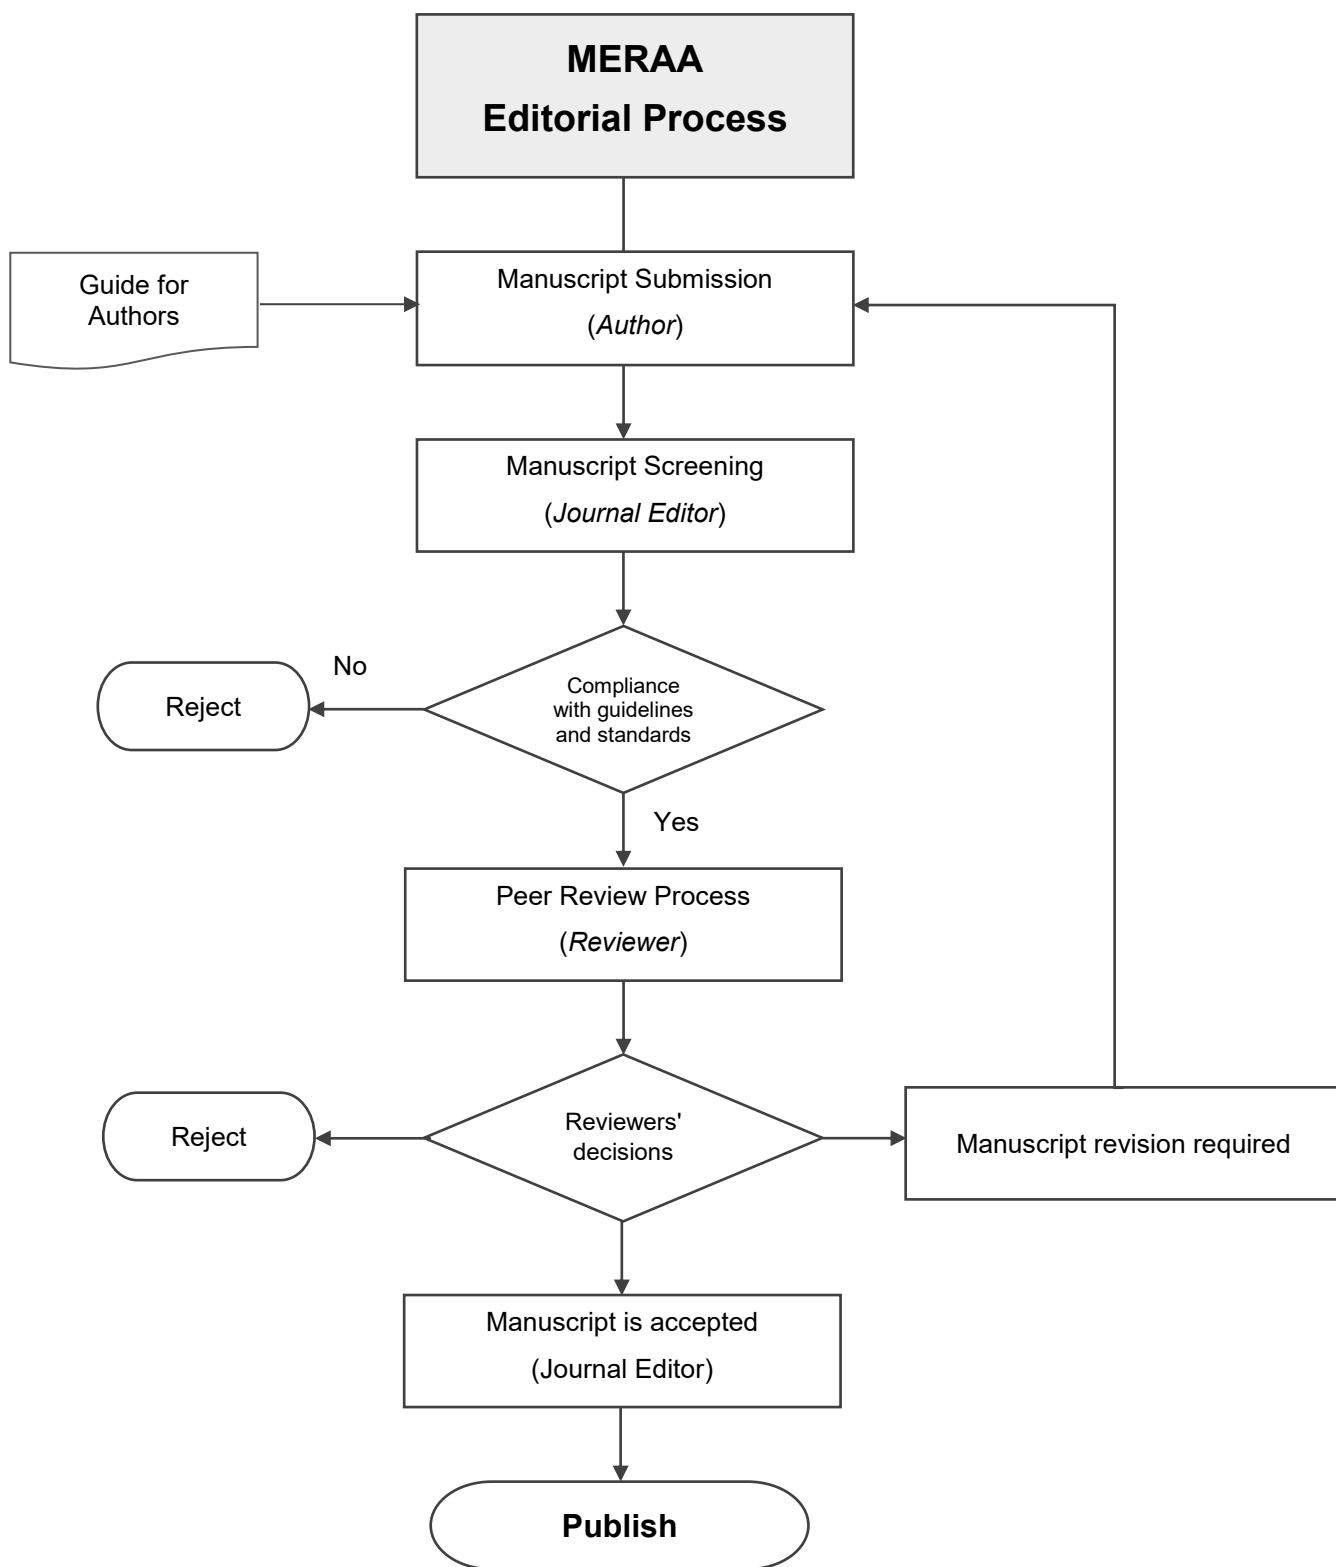 MERAA
Editorial Process
Guide for
Authors
Manuscript Submission
(Author)
Manuscript Screening
(Journal Editor)
No
Reject
Compliance
with guidelines
and standards
Yes
Peer Review Process
(Reviewer)
Reject
Reviewers'
decisions
Manuscript revision required
Manuscript is accepted
(Journal Editor)
Publish